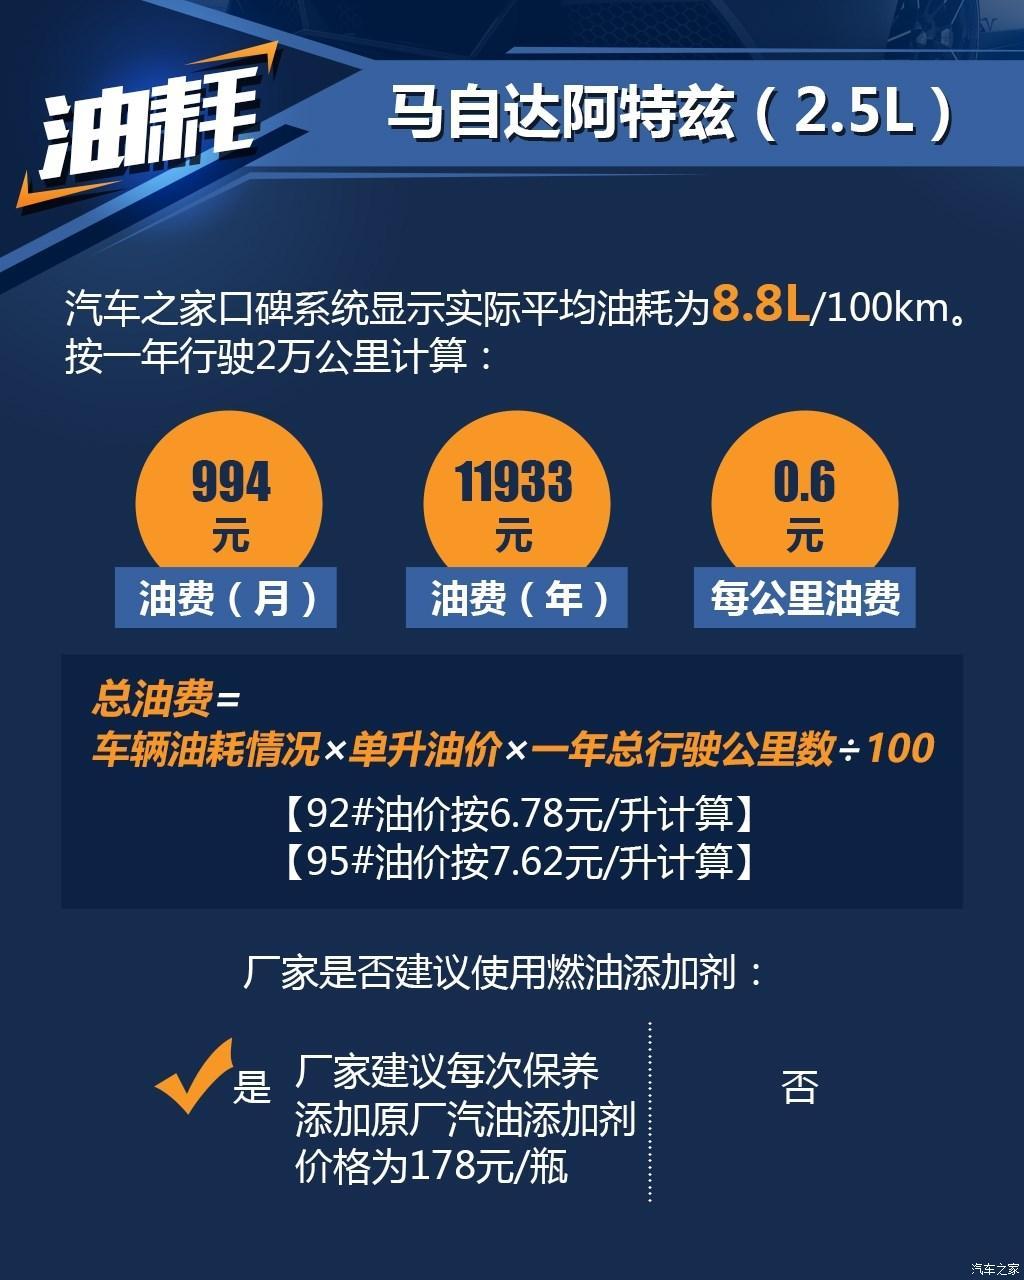 油耗
马自达阿特兹（2.5L）
汽车之家口碑系统显示实际平均油耗为8.8L/100km。
按一年行驶2万公里计算：
994
元
油费（月）
11933
元
油费（年）
0.6
元
每公里油费
总油费=
车辆油耗情况×单升油价×一年总行驶公里数÷100
【92#油价按6.78元/升计算】
【95#油价按7.62元/升计算】
厂家是否建议使用燃油添加剂：
是
厂家建议每次保养
添加原厂汽油添加剂
价格为178元/瓶
否
汽车之家